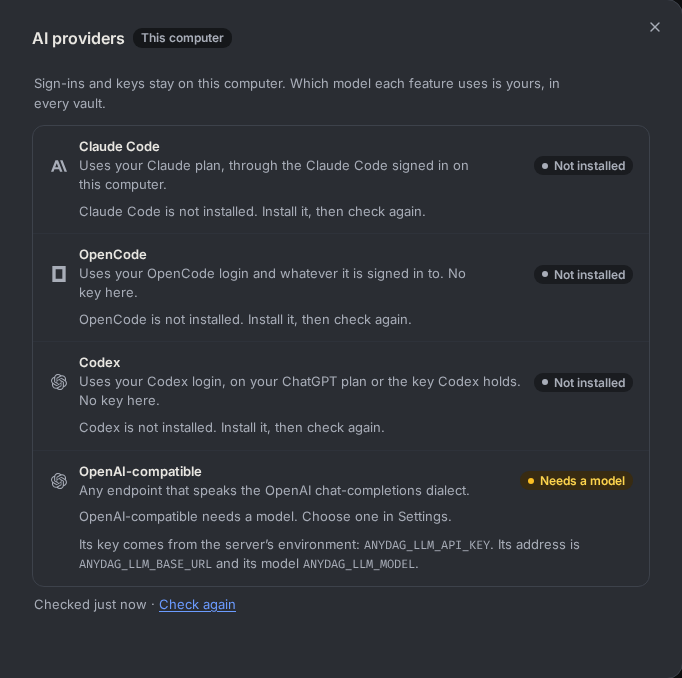 AI providers
This computer
Sign-ins and keys stay on this computer. Which model each feature uses is yours, in
every vault.
Claude Code
Uses your Claude plan, through the Claude Code signed in on
this computer.
Not installed
Claude Code is not installed. Install it, then check again.
OpenCode
Uses your OpenCode login and whatever it is signed in to. No
key here.
Not installed
OpenCode is not installed. Install it, then check again.
Codex
Uses your Codex login, on your ChatGPT plan or the key Codex holds.
No key here.
Not installed
Codex is not installed. Install it, then check again.
OpenAI-compatible
Any endpoint that speaks the OpenAI chat-completions dialect.
Needs a model
OpenAI-compatible needs a model. Choose one in Settings.
Its key comes from the server’s environment: ANYDAG_LLM_API_KEY. Its address is
ANYDAG_LLM_BASE_URL and its model ANYDAG_LLM_MODEL.
Checked just now · Check again